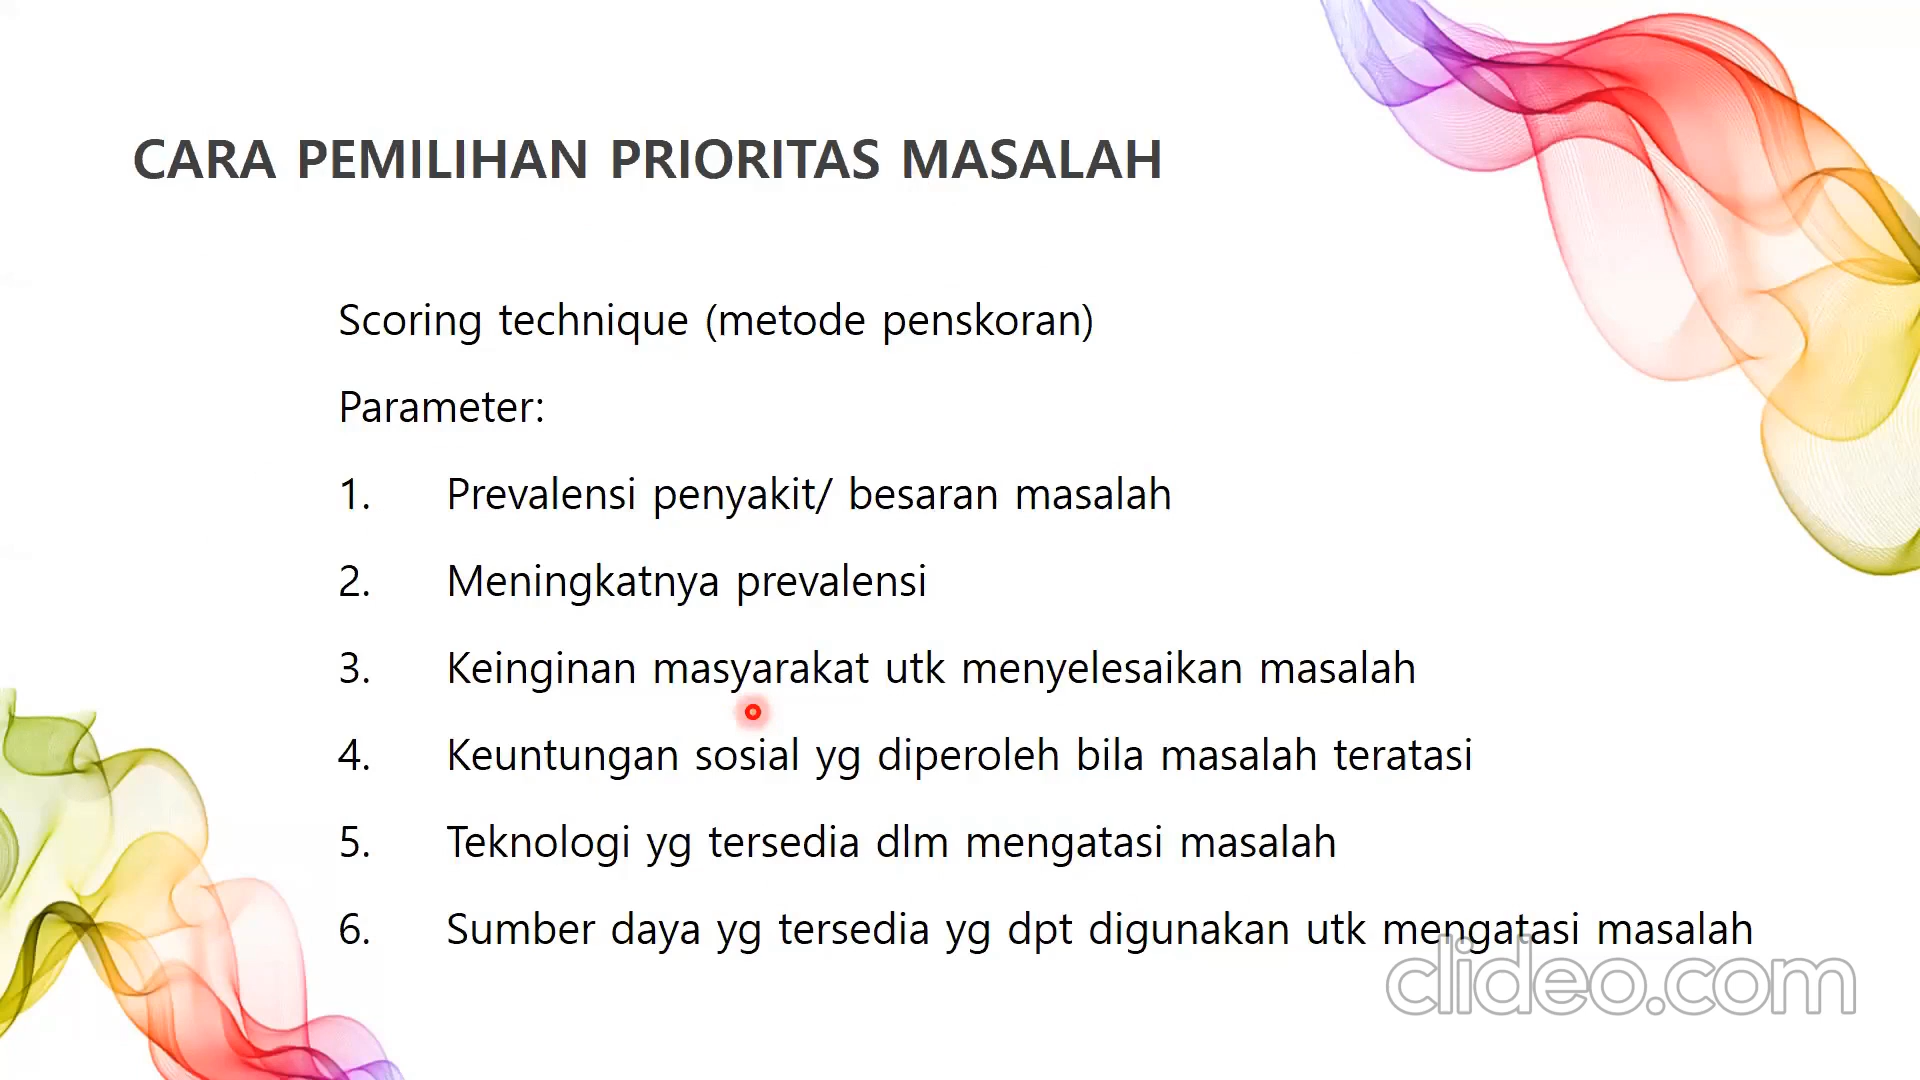 CARA PEMILIHAN PRIORITAS MASALAH
Scoring technique (metode penskoran)
Parameter:
1. Prevalensi penyakit/ besaran masalah
2. Meningkatnya prevalensi
3. Keinginan masyarakat utk menyelesaikan masalah
4. Keuntungan sosial yg diperoleh bila masalah teratasi
5. Teknologi yg tersedia dlm mengatasi masalah
6. Sumber daya yg tersedia yg dpt digunakan utk mengatasi masalah
clideo.com